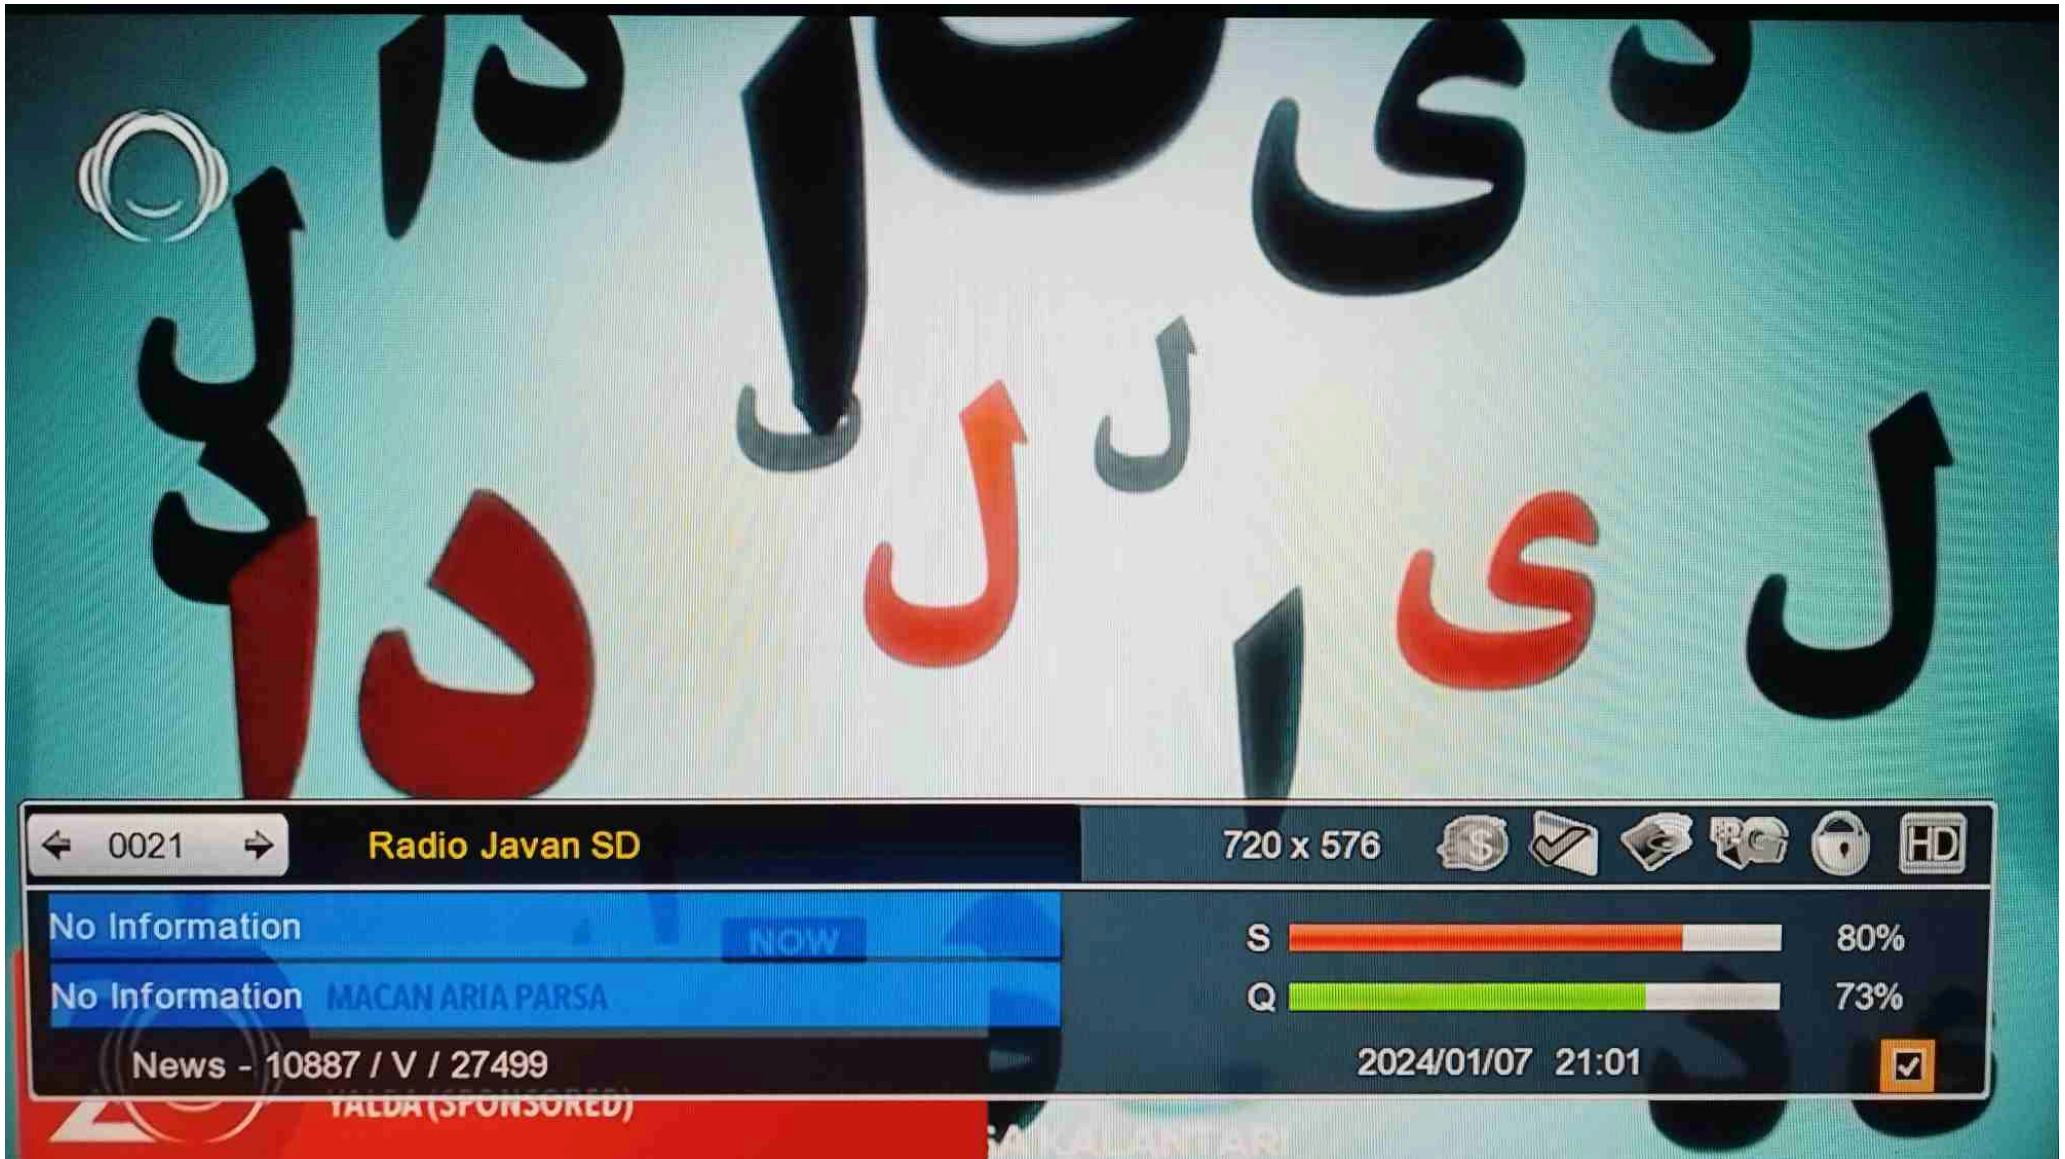 ا د ا ی د
ل
ل
ل
د
ل ی ل
ا د
ا
0021 Radio Javan SD 720 x 576 HD
No Information NOW S 80%
No Information MACAN ARIA PARSA Q 73%
News - 10887 / V / 27499 2024/01/07 21:01
YALDA (SPONSORED)
KALANTARI